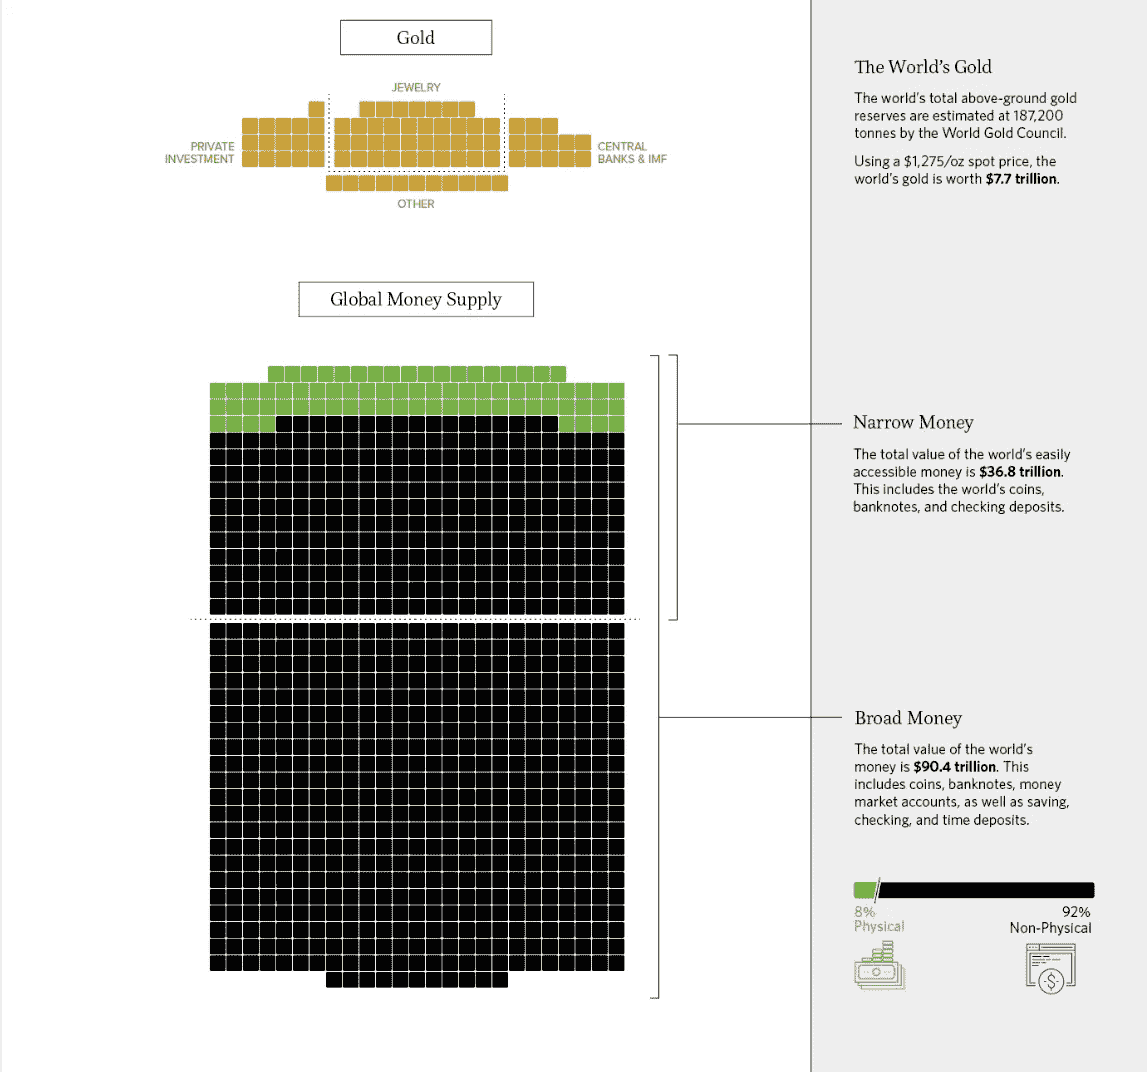 Gold
JEWELRY
PRIVATE
INVESTMENT
CENTRAL
BANKS & IMF
OTHER
The World's Gold
The world's total above-ground gold
reserves are estimated at 187,200
tonnes by the World Gold Council.
Using a $1,275/oz spot price, the
world's gold is worth $7.7 trillion.
Global Money Supply
Narrow Money
The total value of the world's easily
accessible money is $36.8 trillion.
This includes the world's coins,
banknotes, and checking deposits.
Broad Money
The total value of the world's
money is $90.4 trillion. This
includes coins, banknotes, money
market accounts, as well as saving,
checking, and time deposits.
8%
Physical
92%
Non-Physical
$